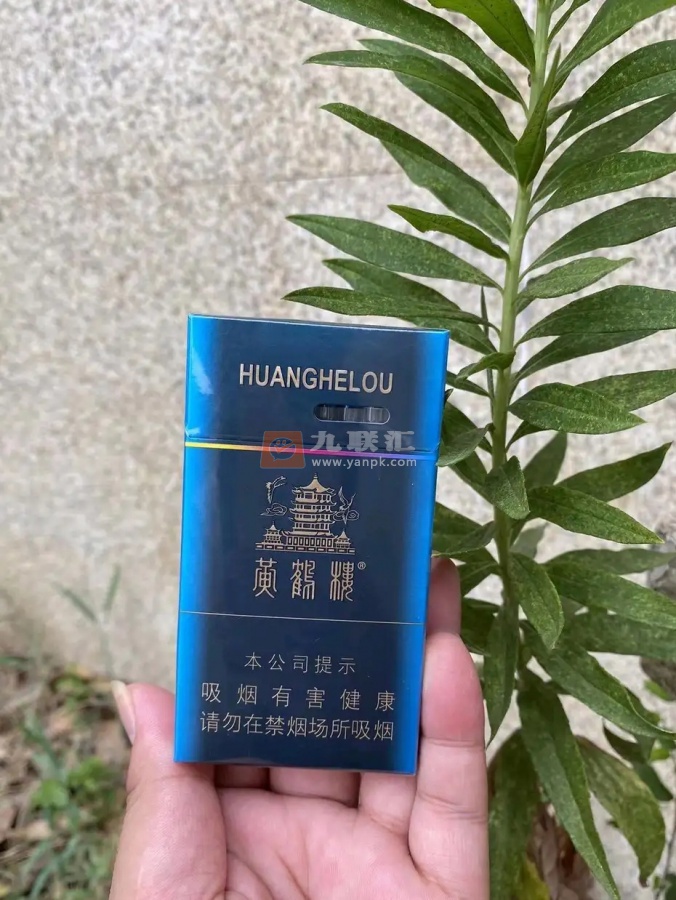 HUANGHELOU
九联汇
www.yanpk.com
黄鹤楼®
本公司提示
吸烟有害健康
请勿在禁烟场所吸烟